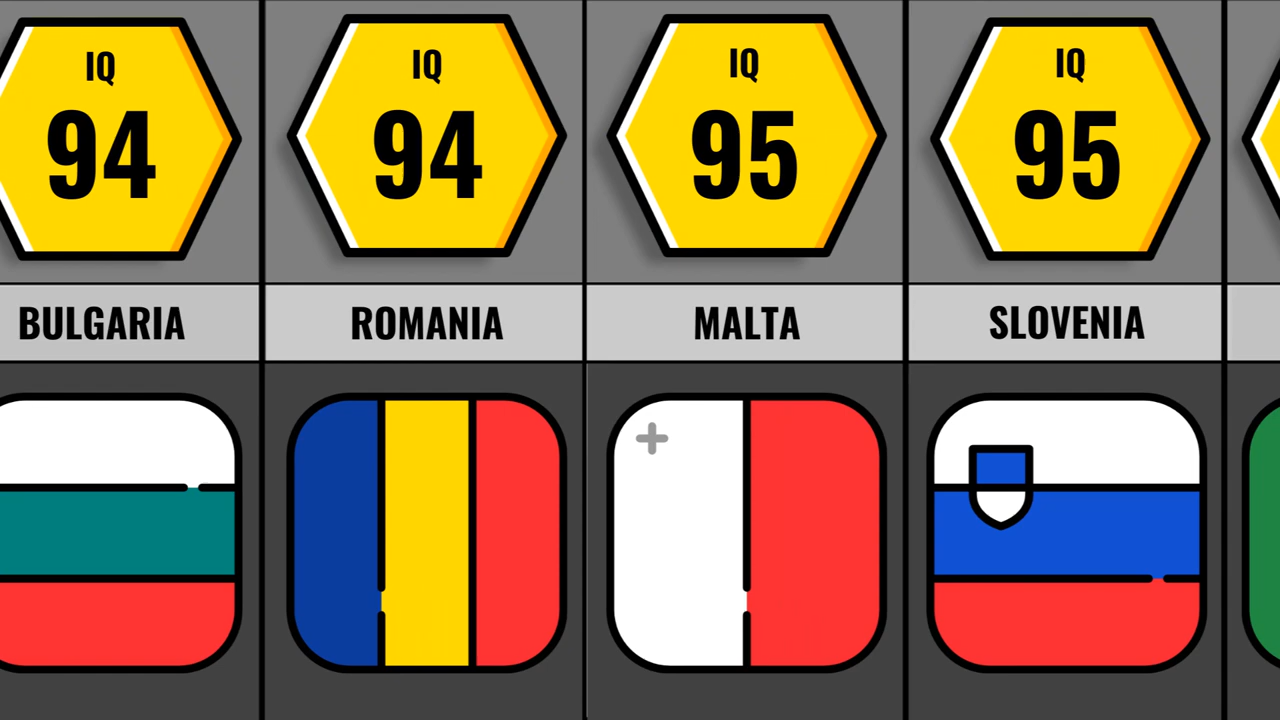 IQ
94
BULGARIA
IQ
94
ROMANIA
IQ
95
MALTA
IQ
95
SLOVENIA